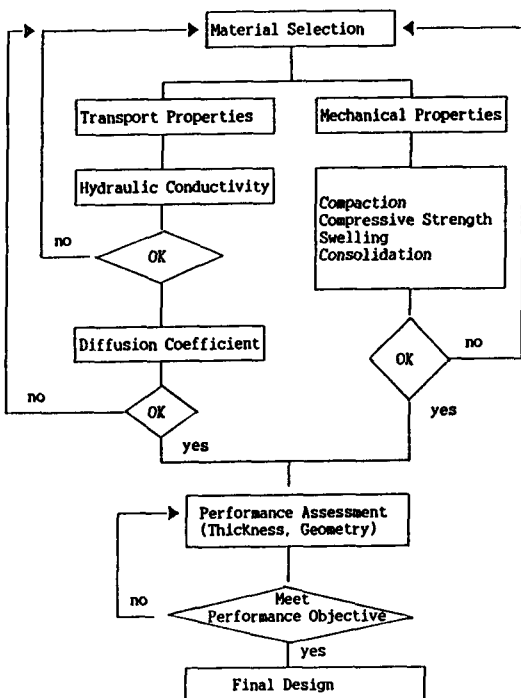 Material Selection
Transport Properties
Mechanical Properties
Hydraulic Conductivity
Compaction
Compressive Strength
Swelling
Consolidation
no
OK
Diffusion Coefficient
OK
no
no
OK
yes
yes
Performance Assessment
(Thickness, Geometry)
no
Meet
Performance Objective
yes
Final Design